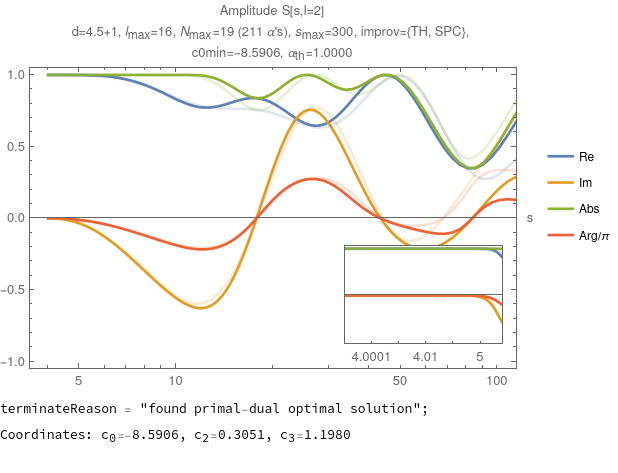 Amplitude S[s,l=2]
d=4.5+1, lmax=16, Nmax=19 (211 α's), smax=300, improv={TH, SPC},
c0min=-8.5906, αth=1.0000
1.0
0.5
0.0
-0.5
-1.0
s
Re
Im
Abs
Arg/π
4.0001 4.01 5
5 10 50 100
terminateReason = "found primal-dual optimal solution";
Coordinates: c0=-8.5906, c2=0.3051, c3=1.1980